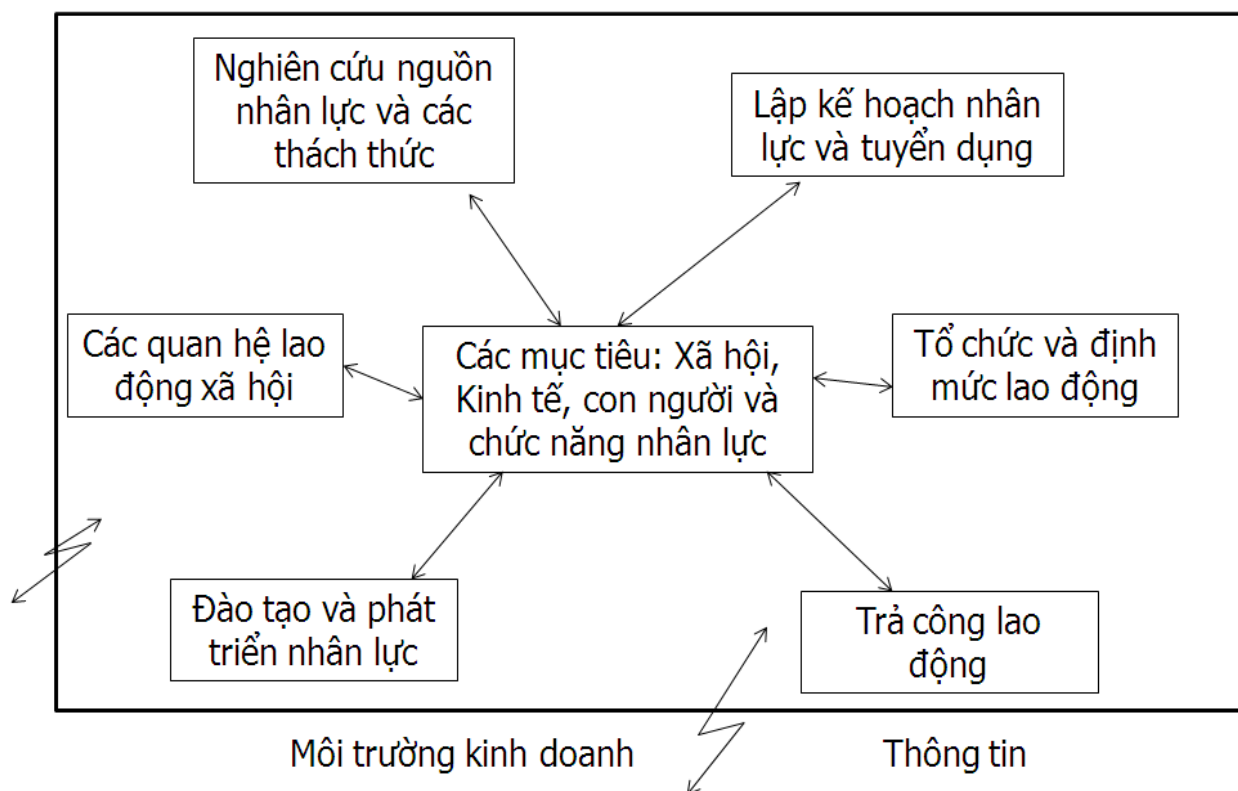 Nghiên cứu nguồn
nhân lực và các
thách thức
Lập kế hoạch nhân
lực và tuyển dụng
Các quan hệ lao
động xã hội
Các mục tiêu: Xã hội,
Kinh tế, con người và
chức năng nhân lực
Tổ chức và định
mức lao động
Đào tạo và phát
triển nhân lực
Trả công lao
động
Môi trường kinh doanh
Thông tin